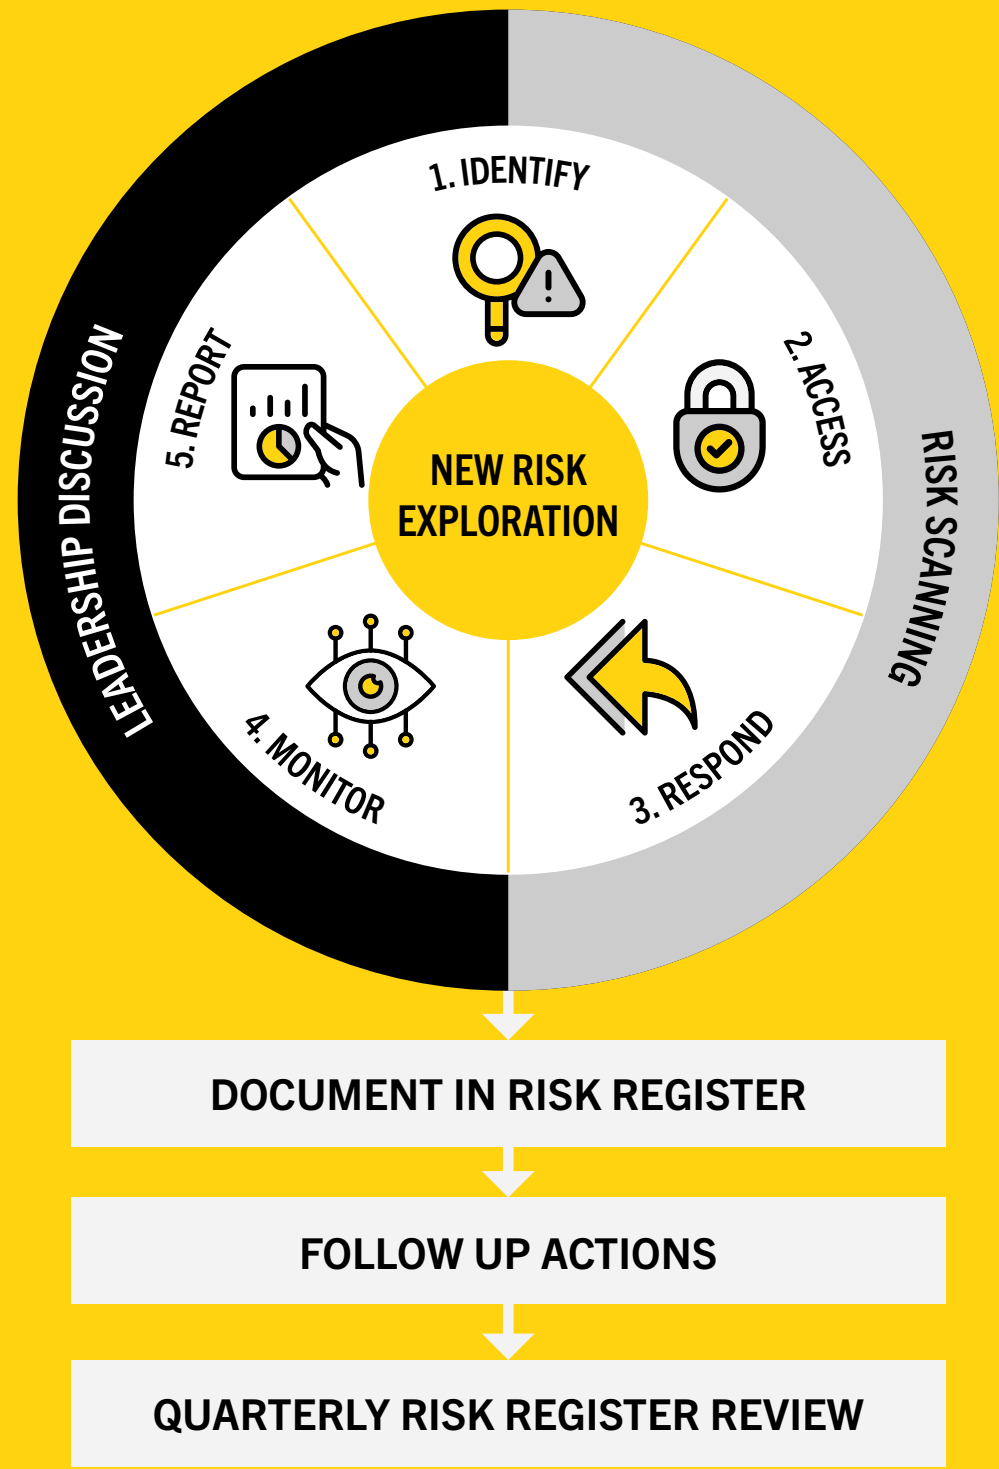 1. IDENTIFY
2. ACCESS
3. RESPOND
4. MONITOR
5. REPORT
NEW RISK
EXPLORATION
LEADERSHIP DISCUSSION
RISK SCANNING
DOCUMENT IN RISK REGISTER
FOLLOW UP ACTIONS
QUARTERLY RISK REGISTER REVIEW